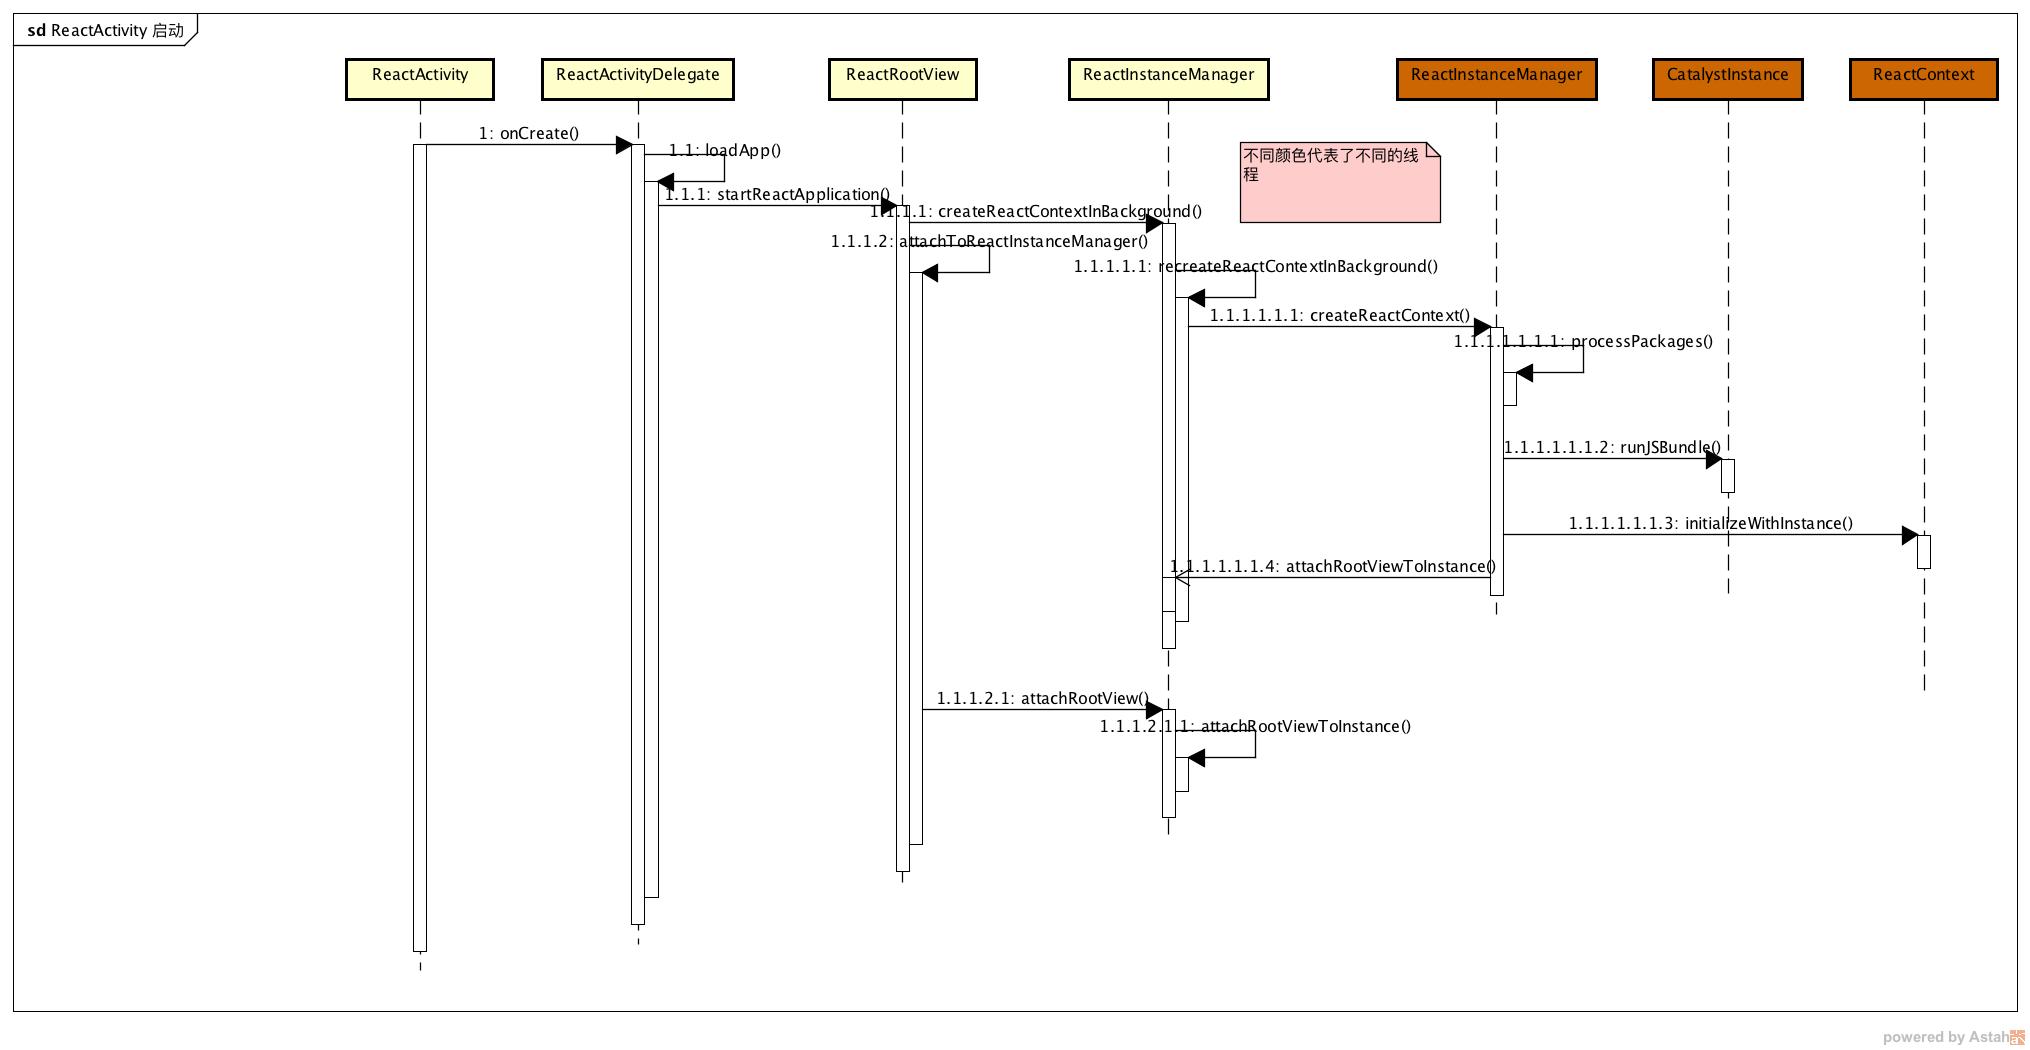 sd ReactActivity 启动
ReactActivity
ReactActivityDelegate
ReactRootView
ReactInstanceManager
ReactInstanceManager
CatalystInstance
ReactContext
1: onCreate()
1.1: loadApp()
不同颜色代表了不同的线
程
1.1.1: startReactApplication()
1.1.1.1: createReactContextInBackground()
1.1.1.2: attachToReactInstanceManager()
1.1.1.1.1: recreateReactContextInBackground()
1.1.1.1.1.1: createReactContext()
1.1.1.1.1.1.1: processPackages()
1.1.1.1.1.1.2: runJSBundle()
1.1.1.1.1.1.3: initializeWithInstance()
1.1.1.1.1.1.4: attachRootViewToInstance()
1.1.1.2.1: attachRootView()
1.1.1.2.1.1: attachRootViewToInstance()
powered by Astah